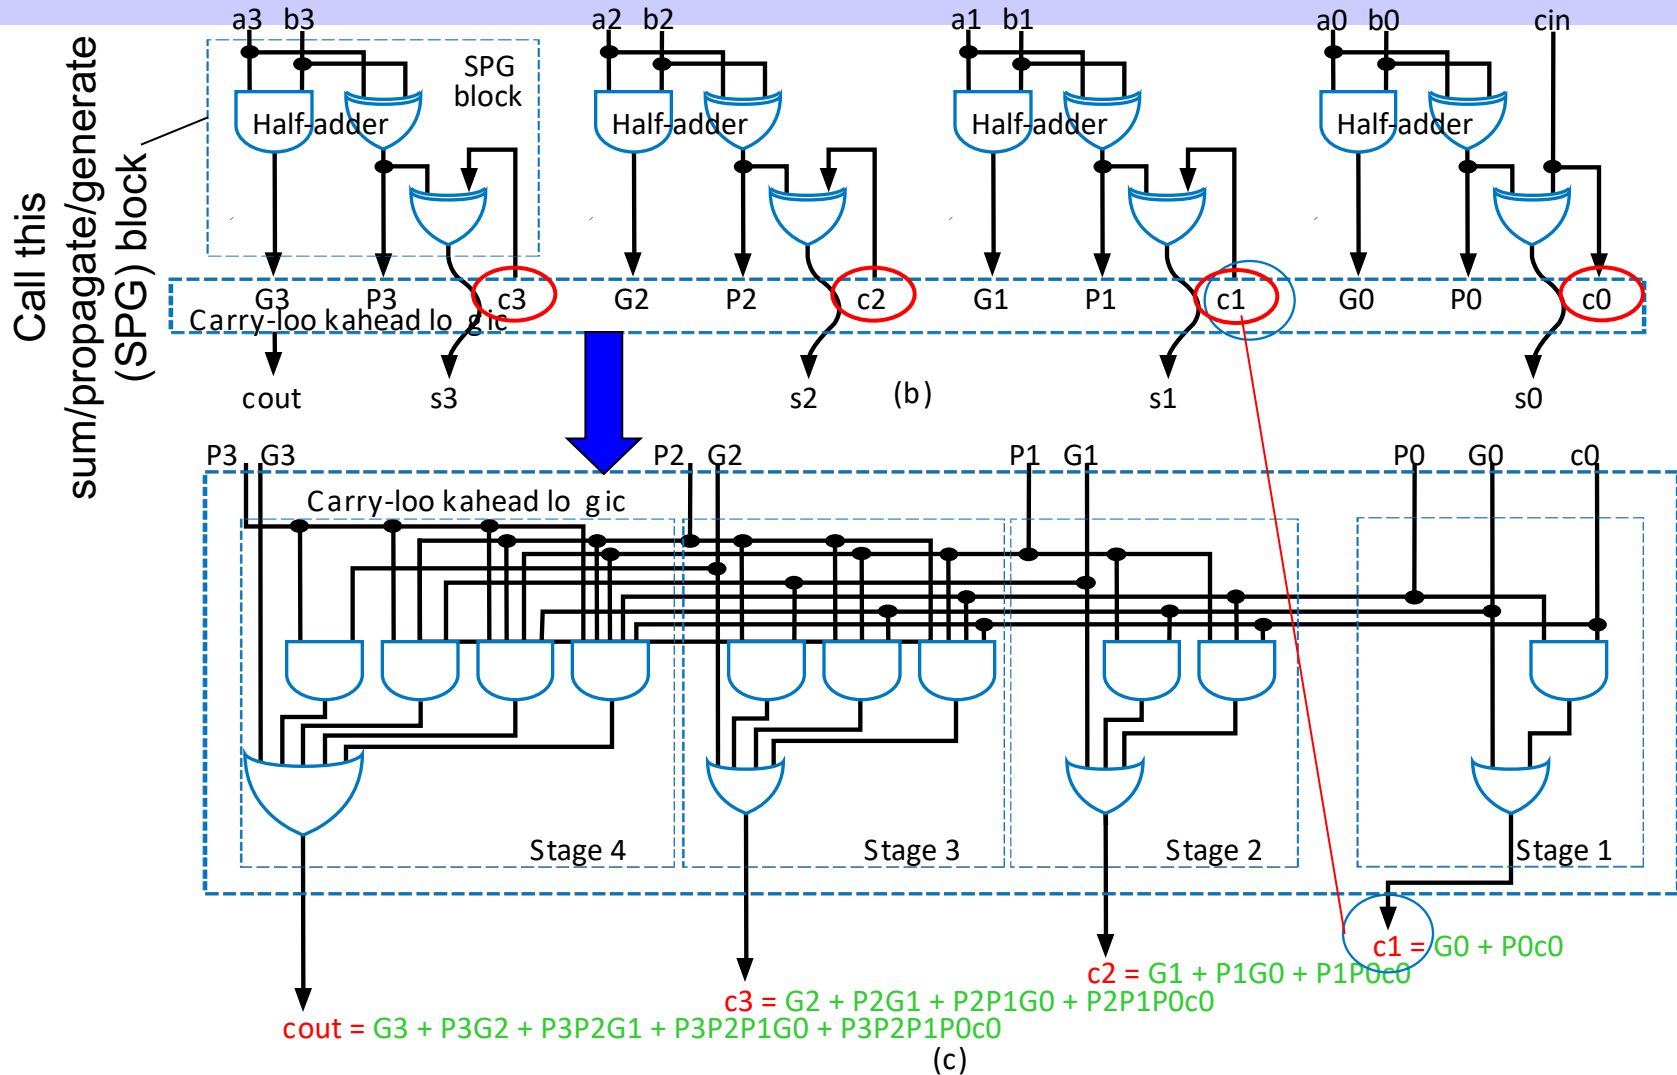 a3 b3 a2 b2 a1 b1 a0 b0 cin
Call this
sum/propagate/generate
(SPG) block
SPG
block
Half-adder Half-adder Half-adder Half-adder
G3 P3 c3 G2 P2 c2 G1 P1 c1 G0 P0 c0
Carry-loo kahead lo gic
cout s3 s2 (b) s1 s0
P3 G3 P2 G2 P1 G1 P0 G0 c0
Carry-loo kahead lo gic
Stage 4 Stage 3 Stage 2 Stage 1
c1 = G0 + P0c0
c2 = G1 + P1G0 + P1P0c0
c3 = G2 + P2G1 + P2P1G0 + P2P1P0c0
cout = G3 + P3G2 + P3P2G1 + P3P2P1G0 + P3P2P1P0c0
(c)